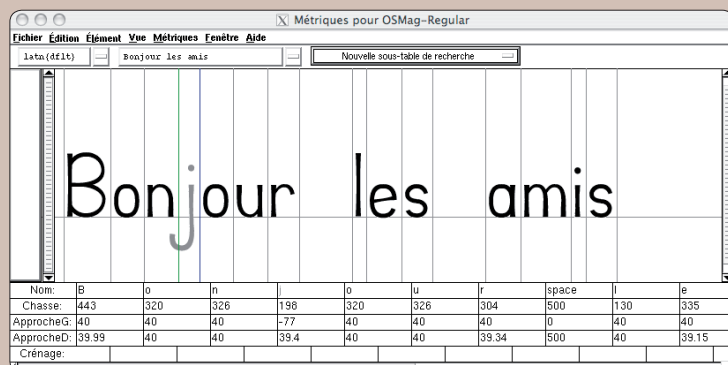 Métriques pour OSMag-Regular
Fichier Édition Élément Vue Métriques Fenêtre Aide
latn{dflt} Bonjour les amis Nouvelle sous-table de recherche
Bonjour les amis
Nom: B o n j o u r space l e
Chasse: 443 320 326 198 320 326 304 500 130 335
ApprocheG: 40 40 40 -77 40 40 40 0 40 40
ApprocheD: 39.99 40 40 39.4 40 40 39.34 500 40 39.15
Crénage: